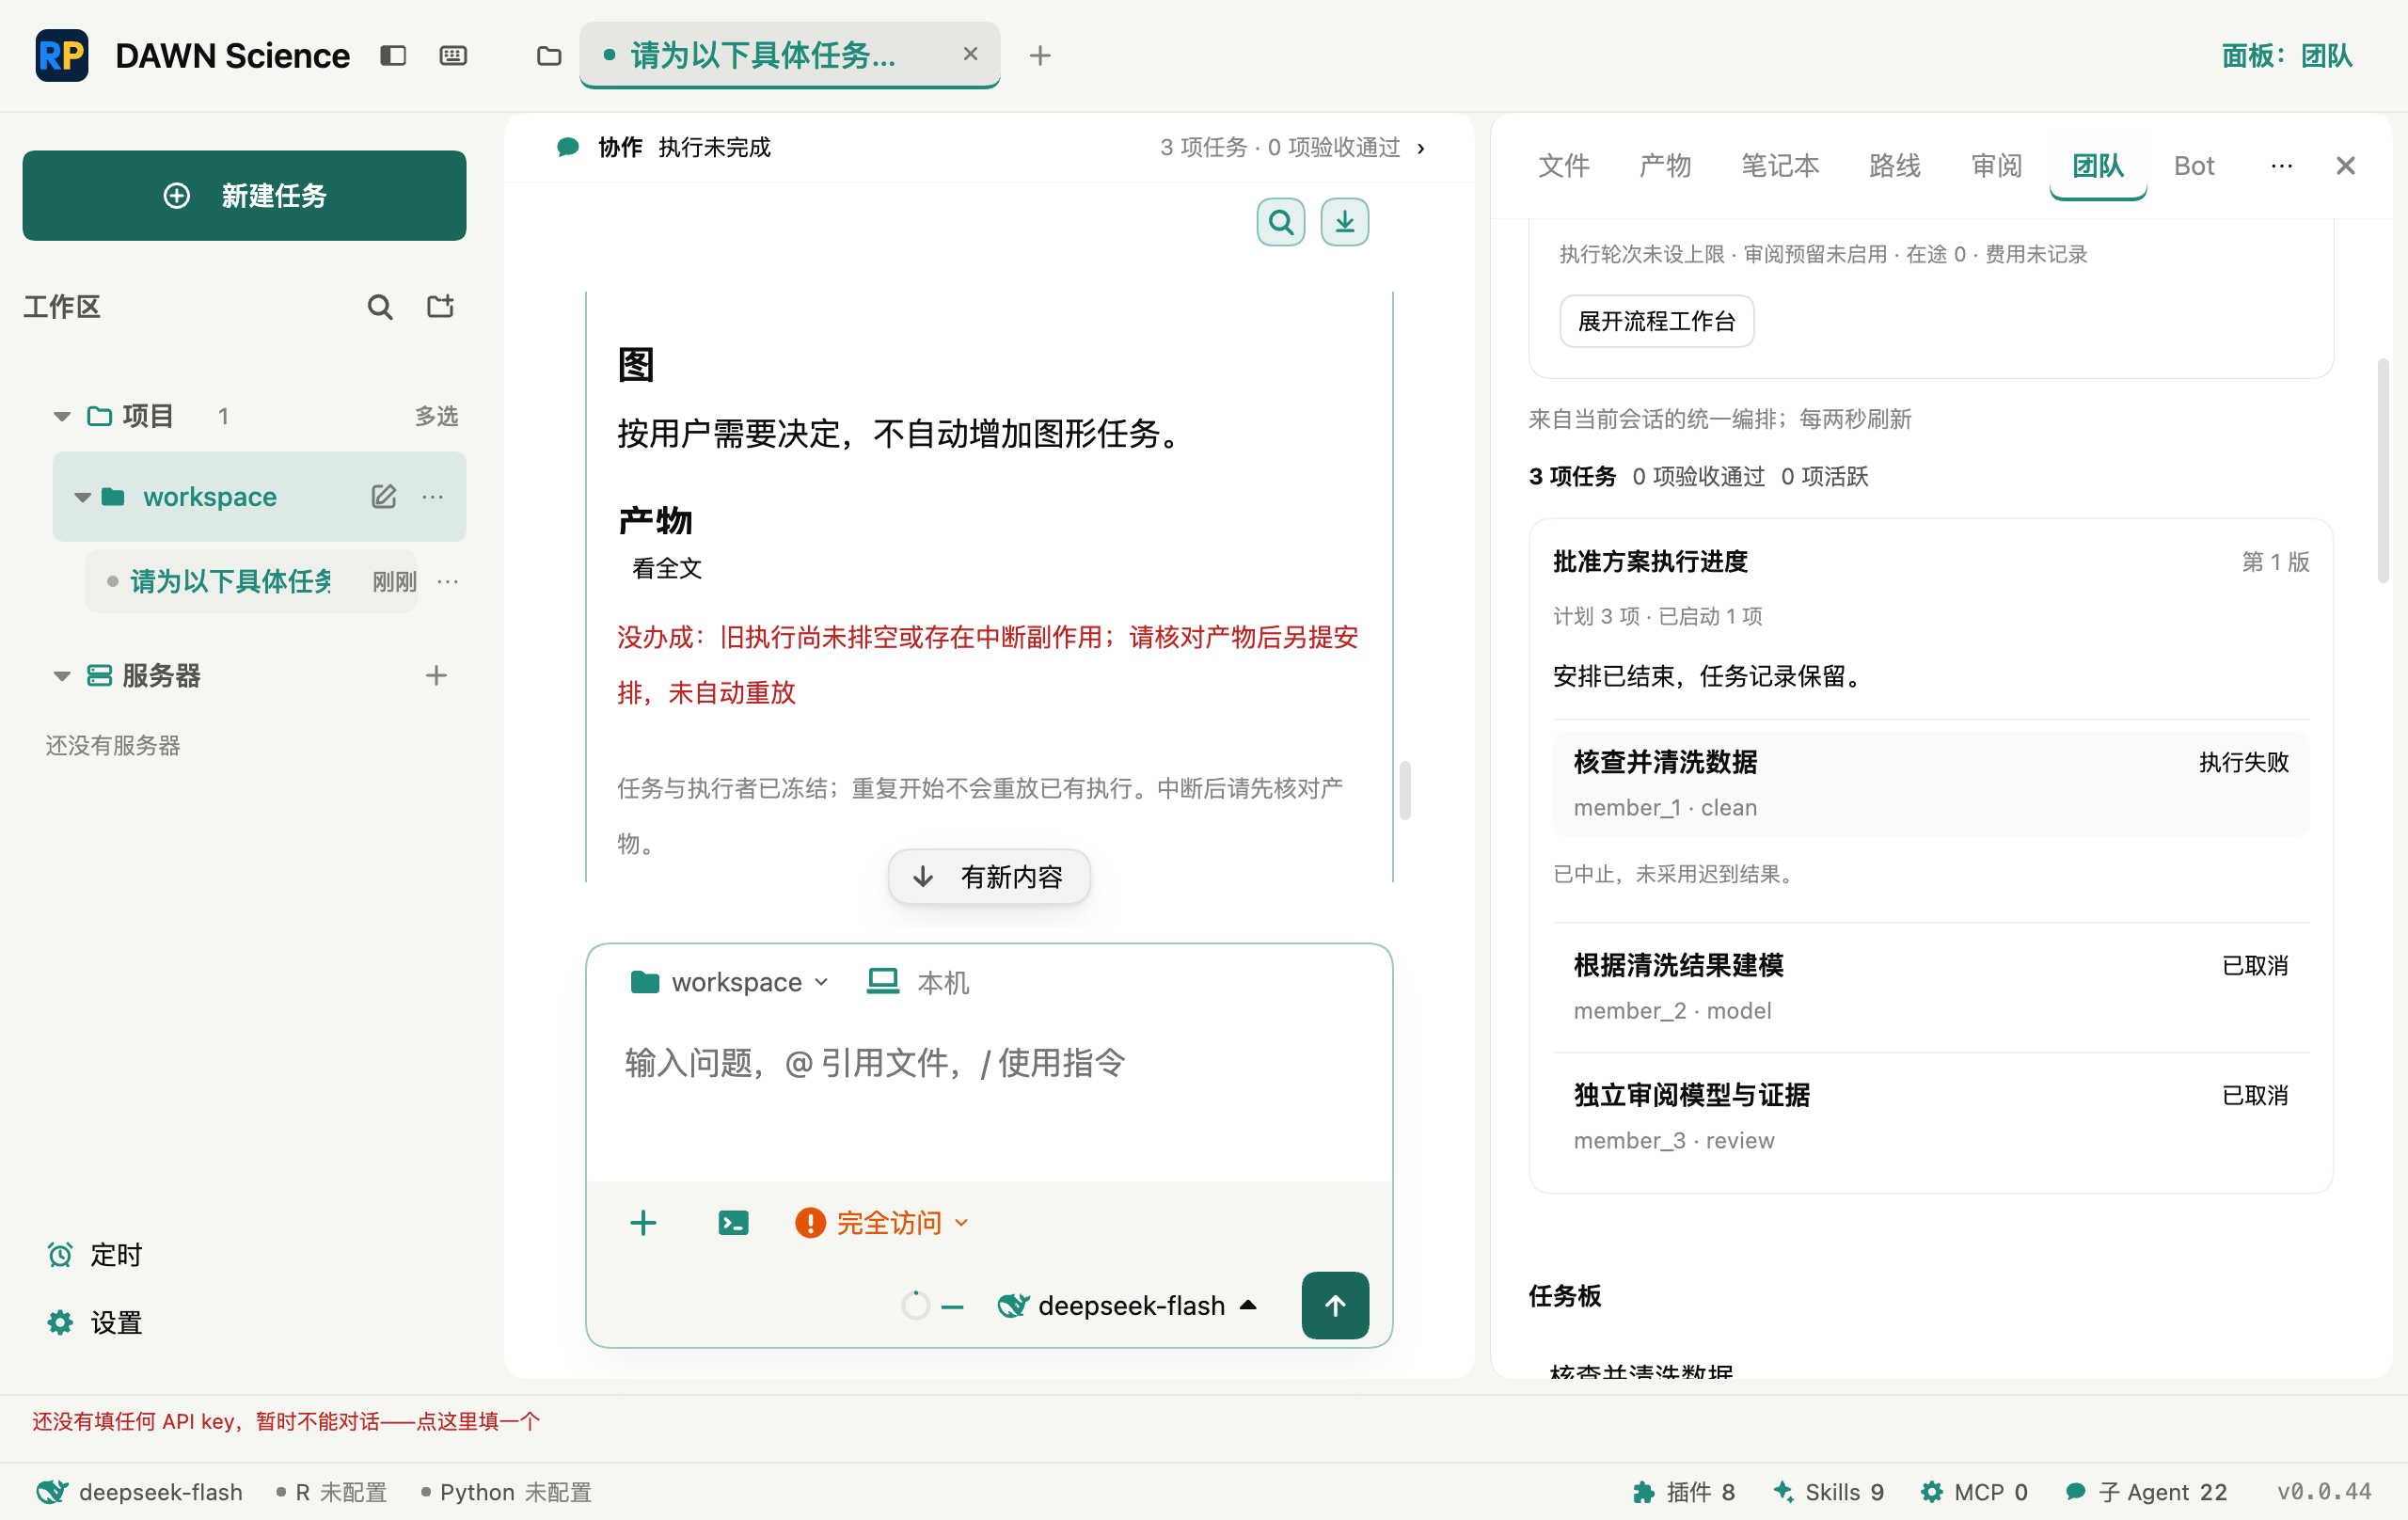 RP DAWN Science
请为以下具体任务...
面板：团队
新建任务
工作区
项目 1 多选
workspace
请为以下具体任务 刚刚
服务器
还没有服务器
定时
设置
协作 执行未完成 3 项任务 · 0 项验收通过
图
按用户需要决定，不自动增加图形任务。
产物
看全文
没办成：旧执行尚未排空或存在中断副作用；请核对产物后另提安
排，未自动重放
任务与执行者已冻结；重复开始不会重放已有执行。中断后请先核对产
物。
有新内容
workspace 本机
输入问题，@ 引用文件，/ 使用指令
完全访问
deepseek-flash
文件 产物 笔记本 路线 审阅 团队 Bot
执行轮次未设上限 · 审阅预留未启用 · 在途 0 · 费用未记录
展开流程工作台
来自当前会话的统一编排；每两秒刷新
3 项任务 0 项验收通过 0 项活跃
批准方案执行进度 第 1 版
计划 3 项 · 已启动 1 项
安排已结束，任务记录保留。
核查并清洗数据 执行失败
member_1 · clean
已中止，未采用迟到结果。
根据清洗结果建模 已取消
member_2 · model
独立审阅模型与证据 已取消
member_3 · review
任务板
核查并清洗数据
还没有填任何 API key，暂时不能对话——点这里填一个
deepseek-flash R 未配置 Python 未配置
插件 8 Skills 9 MCP 0 子 Agent 22 v0.0.44